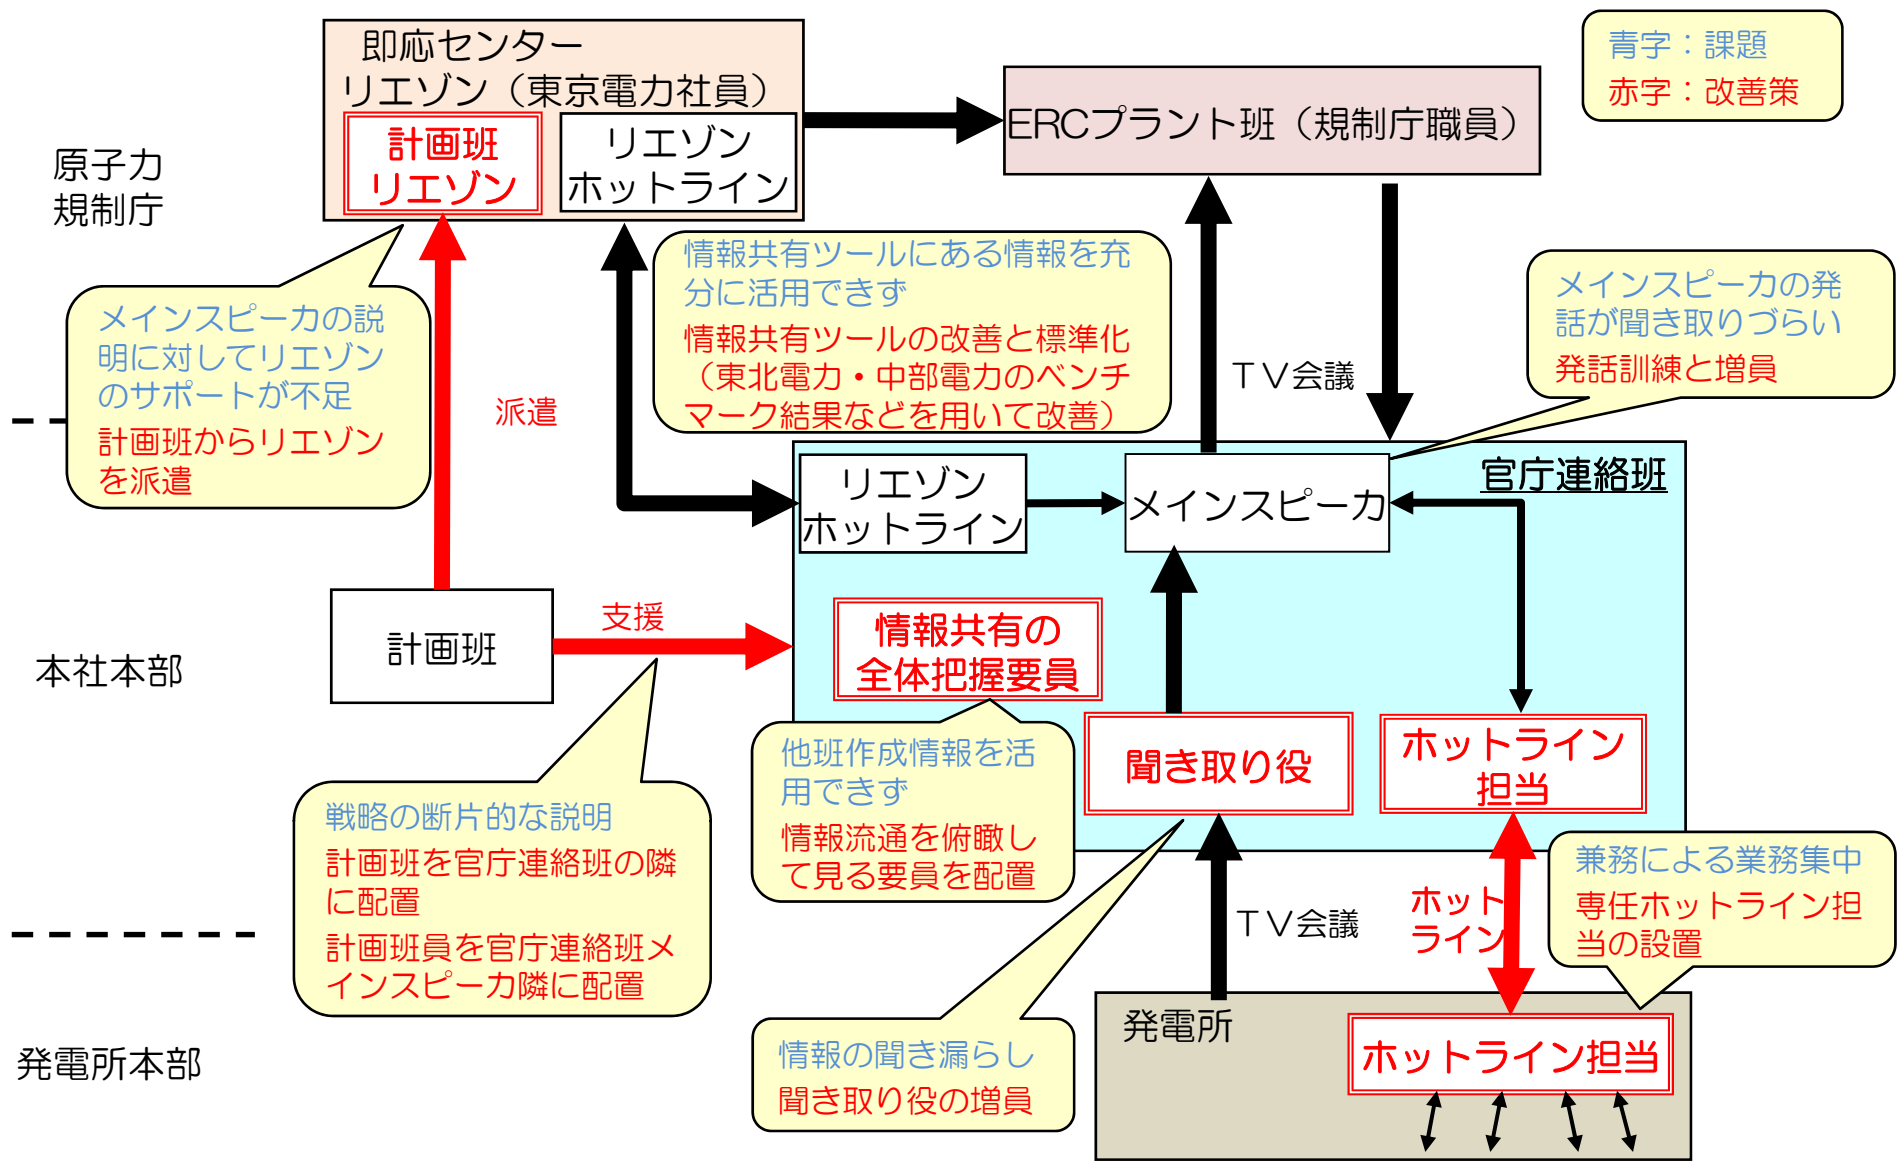 青字：課題
赤字：改善策
即応センター
リエゾン（東京電力社員）
計画班
リエゾン
リエゾン
ホットライン
ERCプラント班（規制庁職員）
原子力
規制庁
メインスピーカの説
明に対してリエゾン
のサポートが不足
計画班からリエゾン
を派遣
派遣
情報共有ツールにある情報を充
分に活用できず
情報共有ツールの改善と標準化
（東北電力・中部電力のベンチ
マーク結果などを用いて改善）
ＴＶ会議
メインスピーカの発
話が聞き取りづらい
発話訓練と増員
官庁連絡班
リエゾン
ホットライン
メインスピーカ
本社本部
計画班
支援
情報共有の
全体把握要員
聞き取り役
ホットライン
担当
他班作成情報を活
用できず
情報流通を俯瞰し
て見る要員を配置
戦略の断片的な説明
計画班を官庁連絡班の隣
に配置
計画班員を官庁連絡班メ
インスピーカ隣に配置
ＴＶ会議
ホット
ライン
兼務による業務集中
専任ホットライン担
当の設置
発電所本部
情報の聞き漏らし
聞き取り役の増員
発電所
ホットライン担当